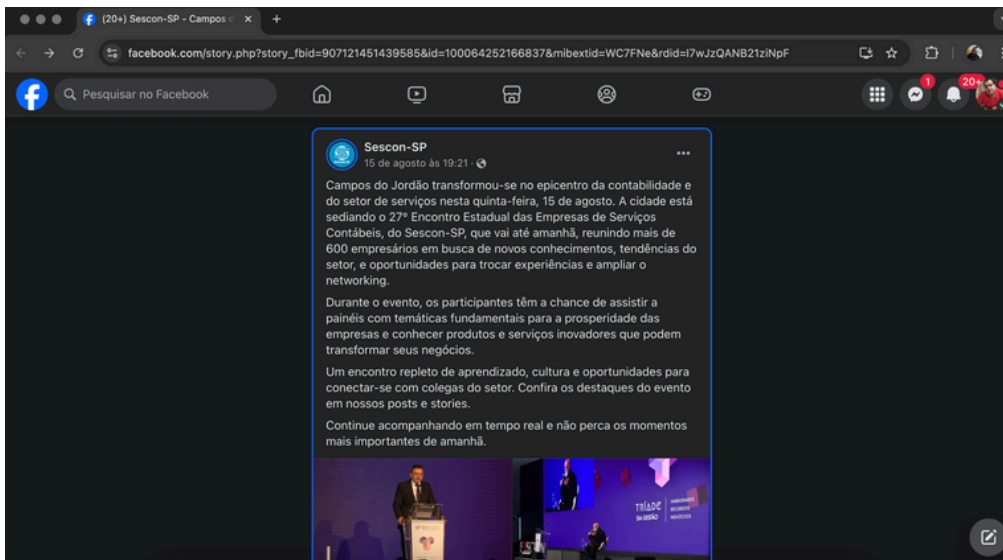 (20+) Sescon-SP - Campos d
facebook.com/story.php?story_fbid=907121451439585&id=100064252166837&mibextid=WC7FNe&rdid=I7wJzQANB21ziNpF
Pesquisar no Facebook
1
20+
Sescon-SP
15 de agosto às 19:21 ·
Campos do Jordão transformou-se no epicentro da contabilidade e
do setor de serviços nesta quinta-feira, 15 de agosto. A cidade está
sediando o 27º Encontro Estadual das Empresas de Serviços
Contábeis, do Sescon-SP, que vai até amanhã, reunindo mais de
600 empresários em busca de novos conhecimentos, tendências do
setor, e oportunidades para trocar experiências e ampliar o
networking.
Durante o evento, os participantes têm a chance de assistir a
painéis com temáticas fundamentais para a prosperidade das
empresas e conhecer produtos e serviços inovadores que podem
transformar seus negócios.
Um encontro repleto de aprendizado, cultura e oportunidades para
conectar-se com colegas do setor. Confira os destaques do evento
em nossos posts e stories.
Continue acompanhando em tempo real e não perca os momentos
mais importantes de amanhã.
TRÍADE
DA GESTÃO
HABILIDADES
RECURSOS
NEGÓCIOS